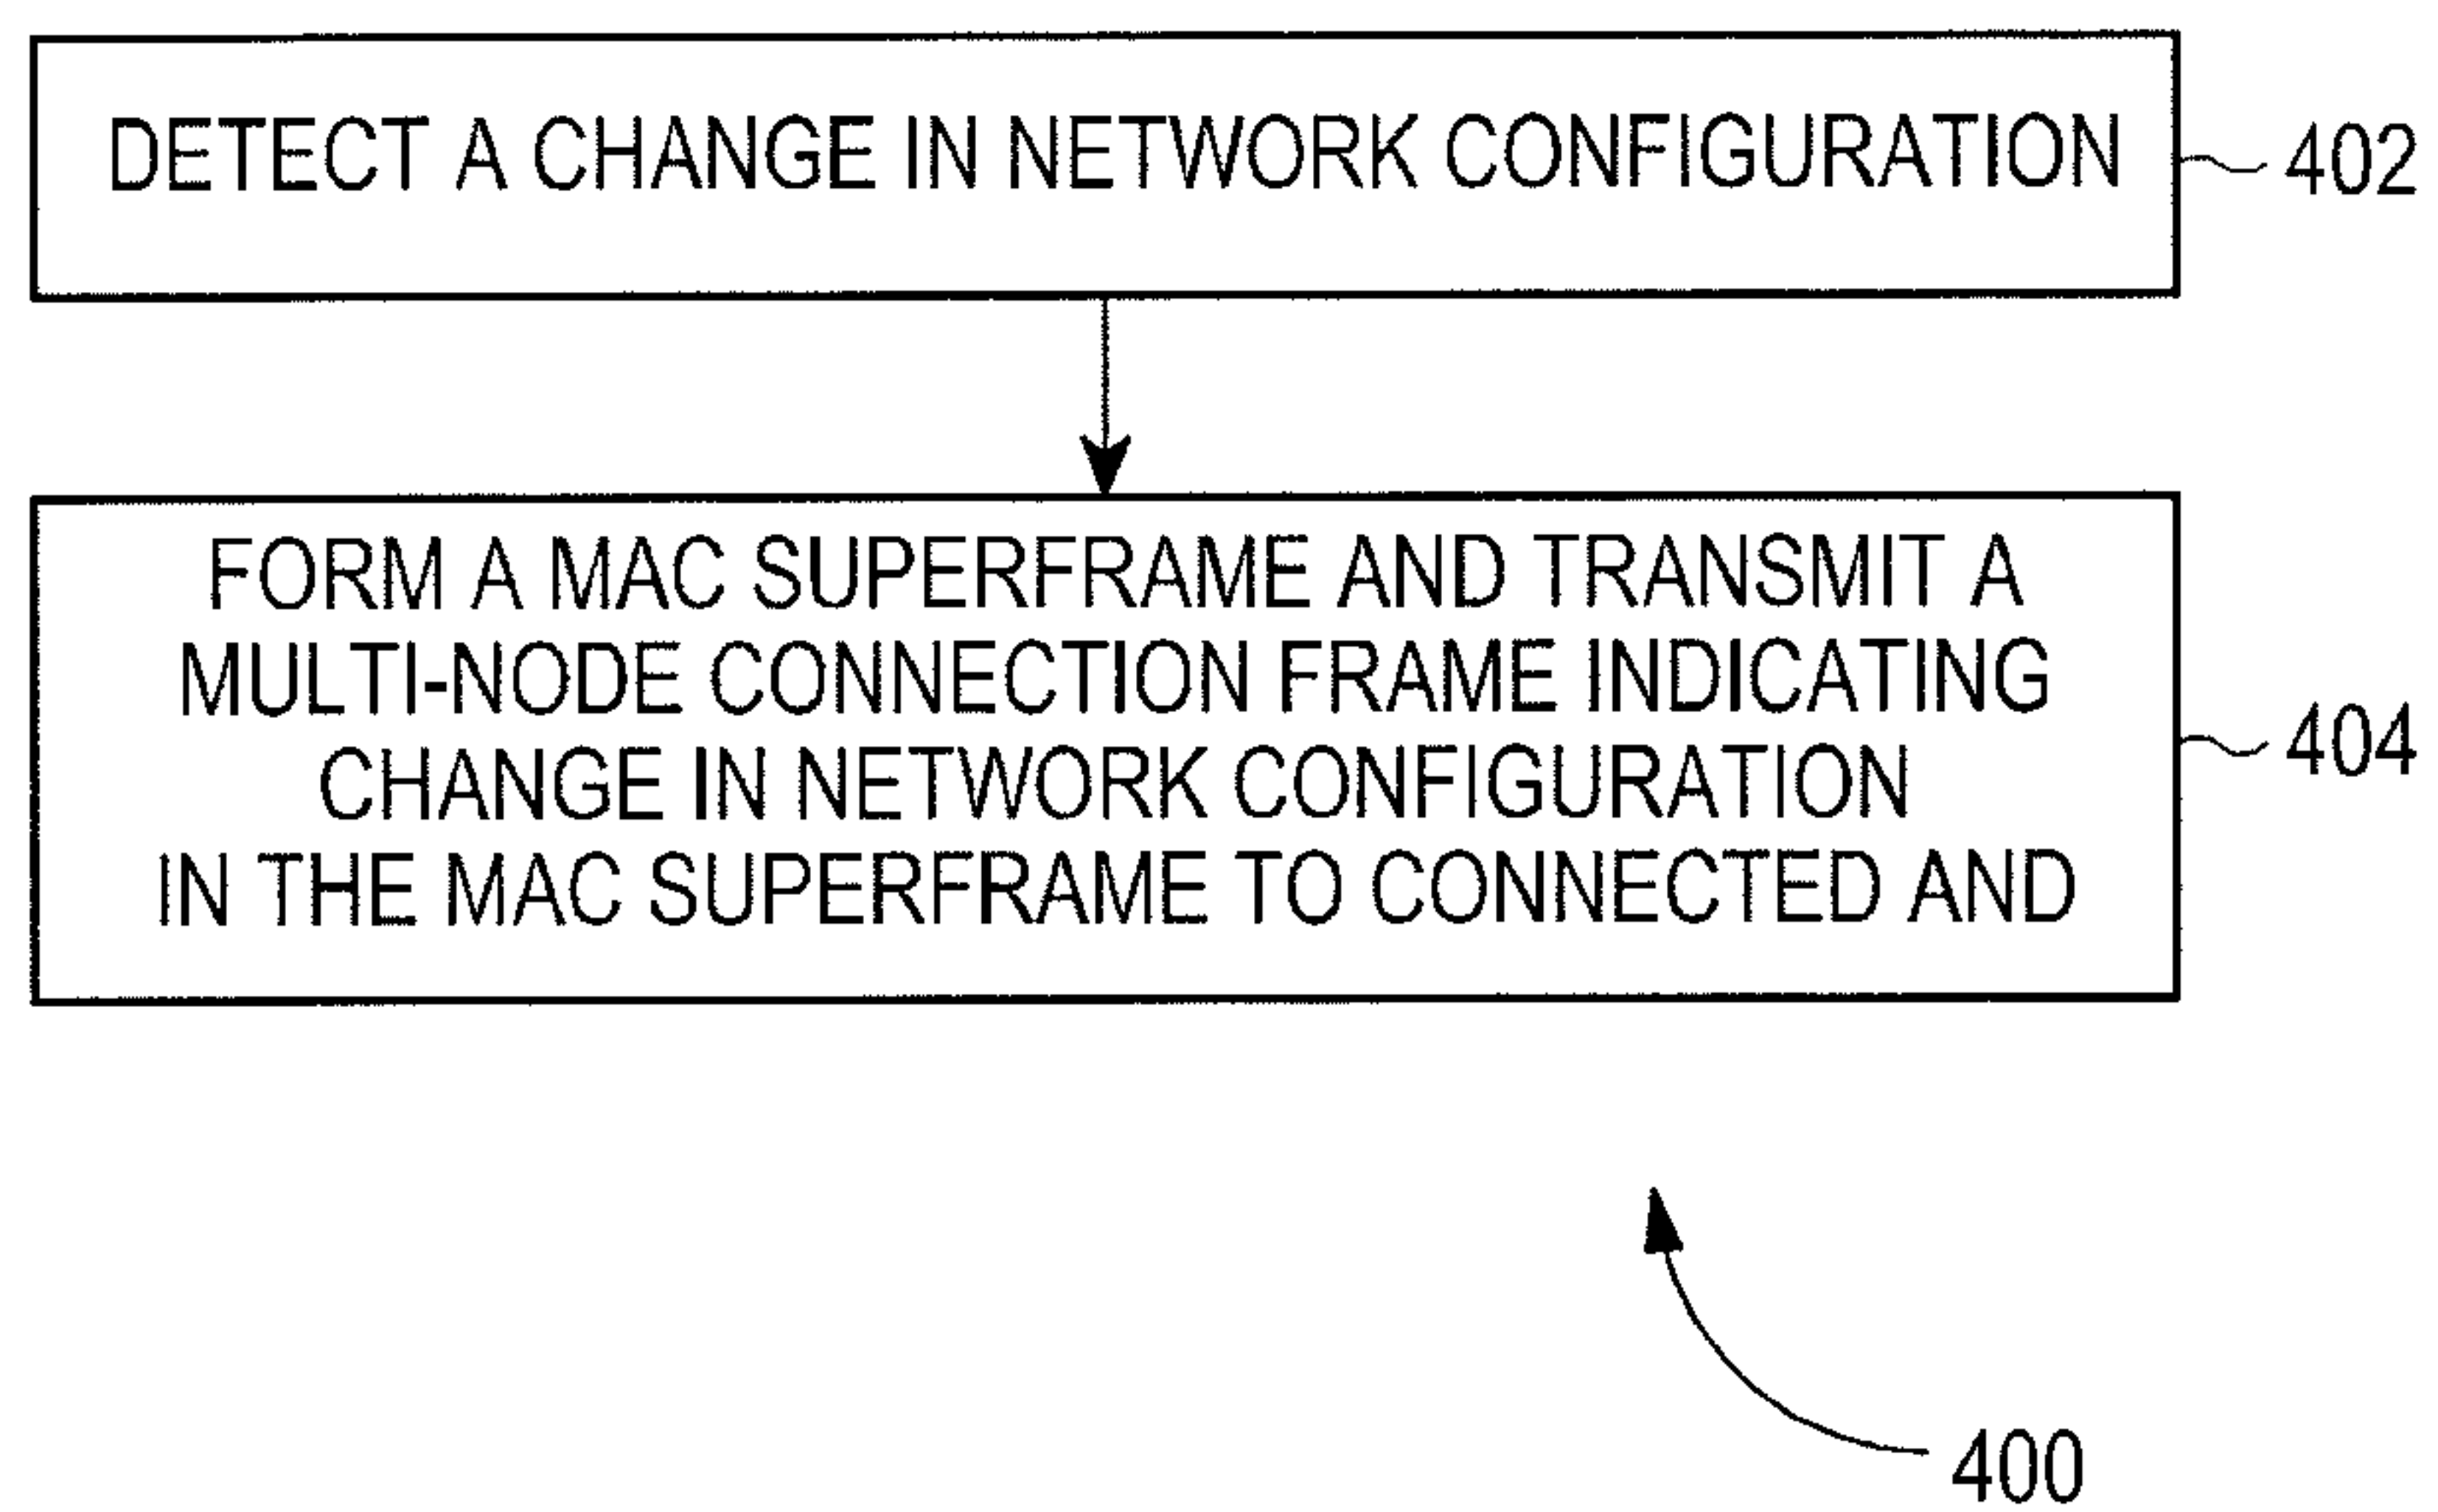 DETECT A CHANGE IN NETWORK CONFIGURATION
402
FORM A MAC SUPERFRAME AND TRANSMIT A
MULTI-NODE CONNECTION FRAME INDICATING
CHANGE IN NETWORK CONFIGURATION
IN THE MAC SUPERFRAME TO CONNECTED AND
404
400